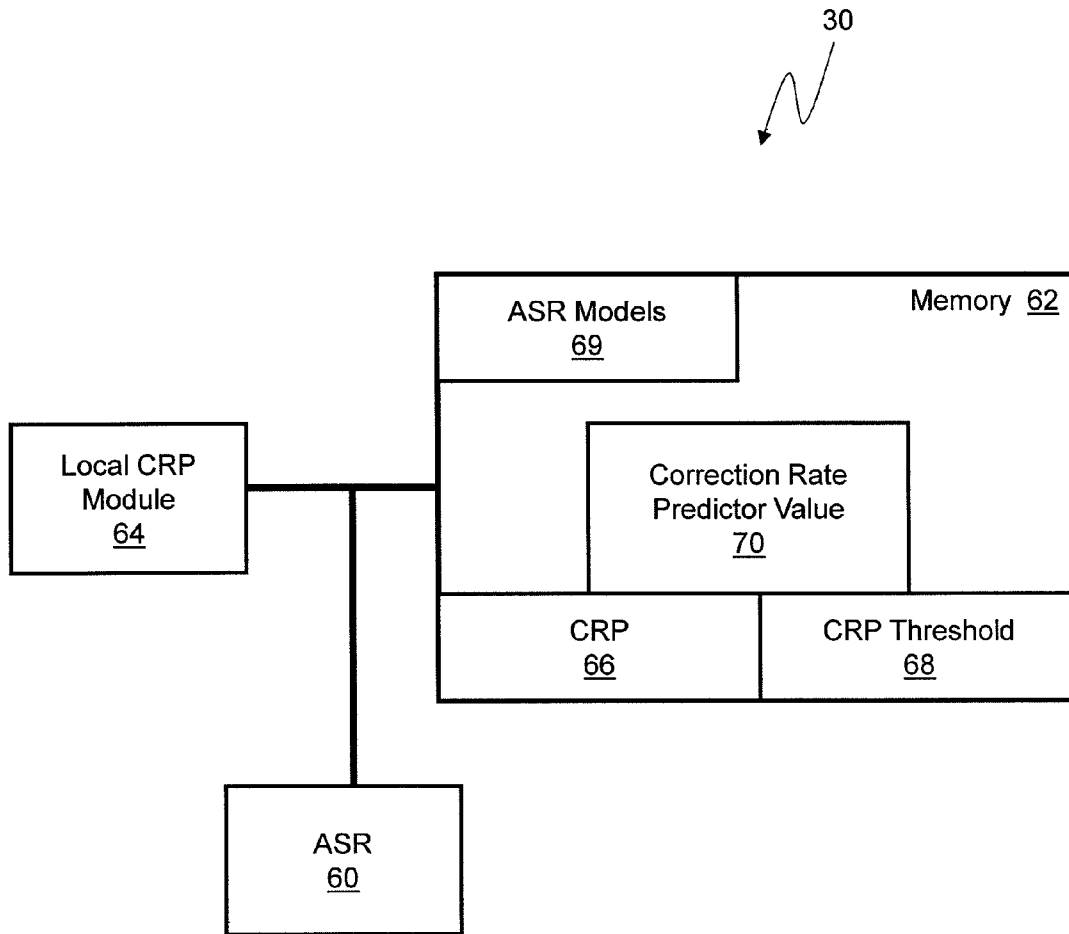 30
ASR Models
69
Memory 62
Local CRP
Module
64
Correction Rate
Predictor Value
70
CRP
66
CRP Threshold
68
ASR
60